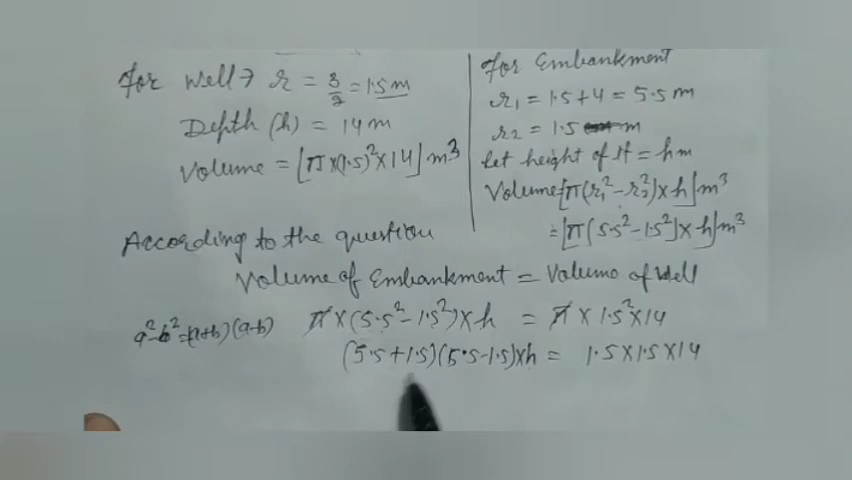 For well → r = 3/2 = 1.5 m
Depth (h) = 14 m
Volume = [π×(1.5)²×14] m³
For Embankment
r₁ = 1.5 + 4 = 5.5 m
r₂ = 1.5 m
Let height of it = h m
Volume = [π(r₁² - r₂²) × h] m³
= [π(5.5² - 1.5²) × h] m³
According to the question
Volume of Embankment = Volume of Well
π × (5.5² - 1.5²) × h = π × 1.5² × 14
a² - b² = (a+b)(a-b)
(5.5 + 1.5)(5.5 - 1.5) × h = 1.5 × 1.5 × 14